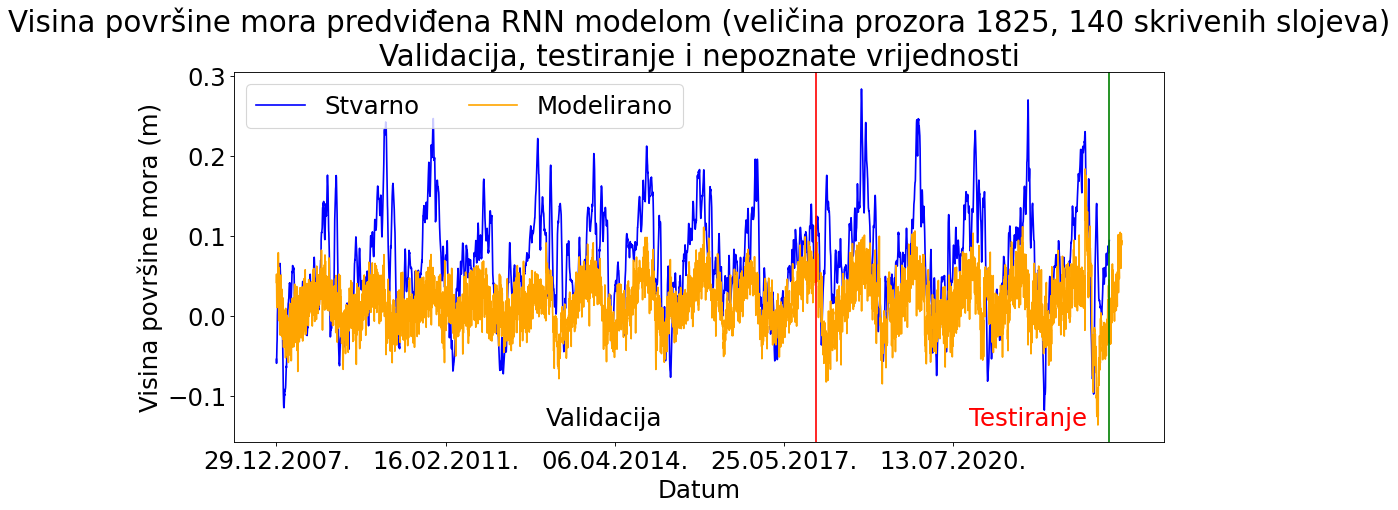 Visina površine mora predviđena RNN modelom (veličina prozora 1825, 140 skrivenih slojeva)
Validacija, testiranje i nepoznate vrijednosti
Visina površine mora (m)
0.3
0.2
0.1
0.0
−0.1
Stvarno Modelirano
Validacija
Testiranje
29.12.2007. 16.02.2011. 06.04.2014. 25.05.2017. 13.07.2020.
Datum